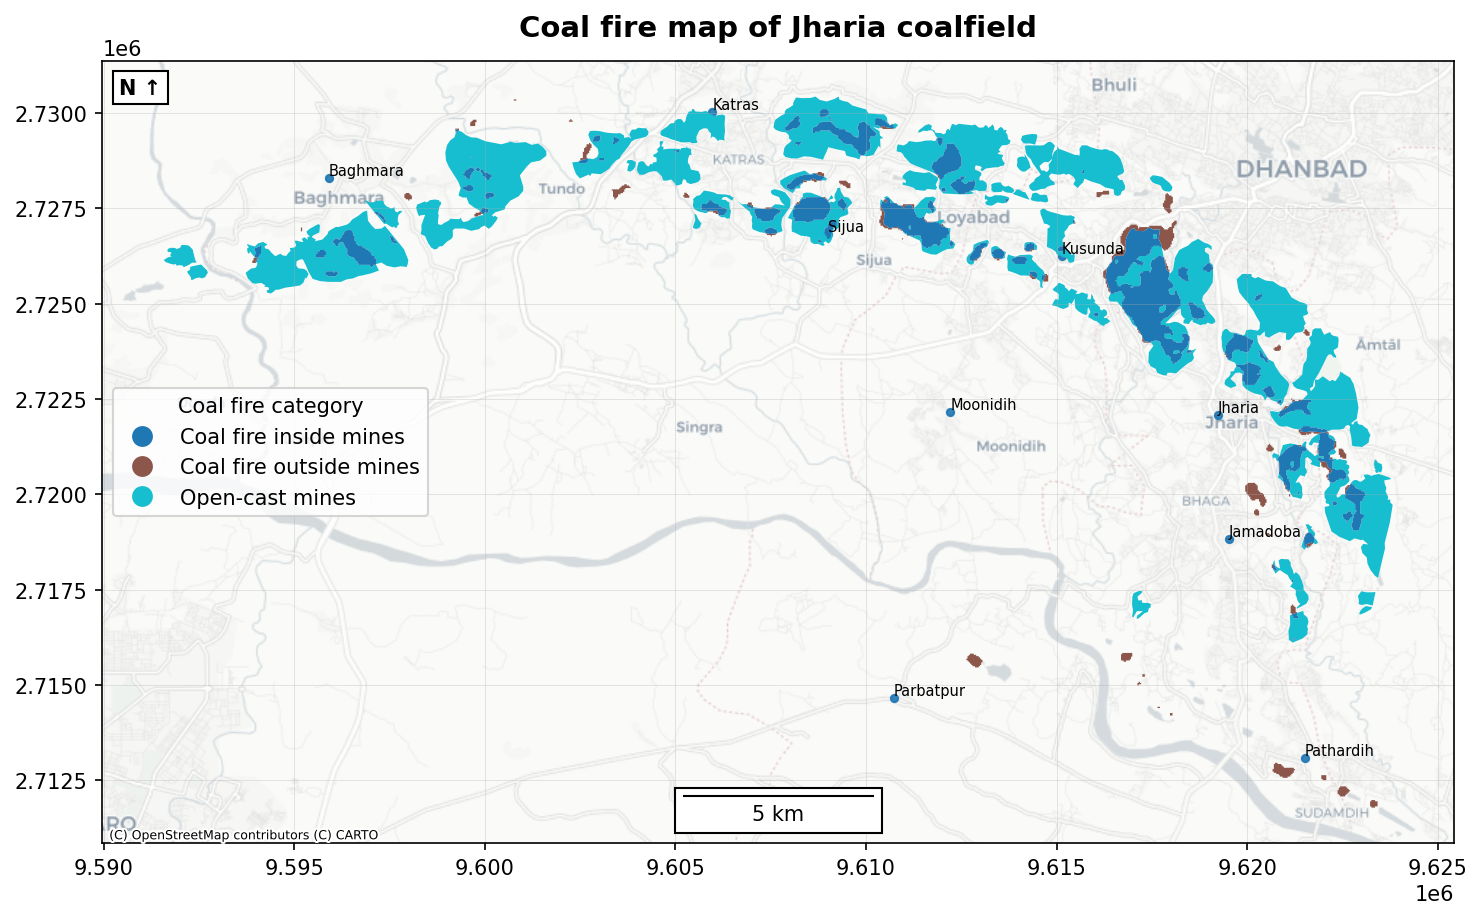 Coal fire map of Jharia coalfield
1e6
N ↑
2.7300
2.7275
2.7250
2.7225
2.7200
2.7175
2.7150
2.7125
Bhuli
Katras
KATRAS
DHANBAD
Baghmara
Baghmara
Tundo
Loyabad
Sijua
Sijua
Kusunda
Āmtāl
Coal fire category
Coal fire inside mines
Coal fire outside mines
Open-cast mines
Moonidih
Moonidih
Singra
Jharia
Jharia
BHAGA
Jamadoba
Parbatpur
Pathardih
SUDAMDIH
5 km
ARO
(C) OpenStreetMap contributors (C) CARTO
9.590
9.595
9.600
9.605
9.610
9.615
9.620
9.625
1e6